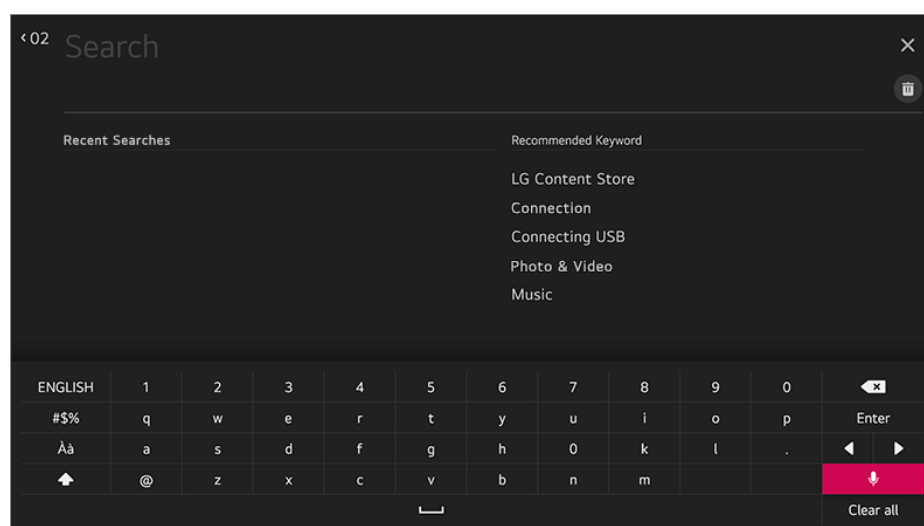 ‹02
Search
Recent Searches
Recommended Keyword
LG Content Store
Connection
Connecting USB
Photo & Video
Music
ENGLISH 1 2 3 4 5 6 7 8 9 0
#$% q w e r t y u i o p Enter
Àà a s d f g h 0 k l .
@ z x c v b n m
Clear all